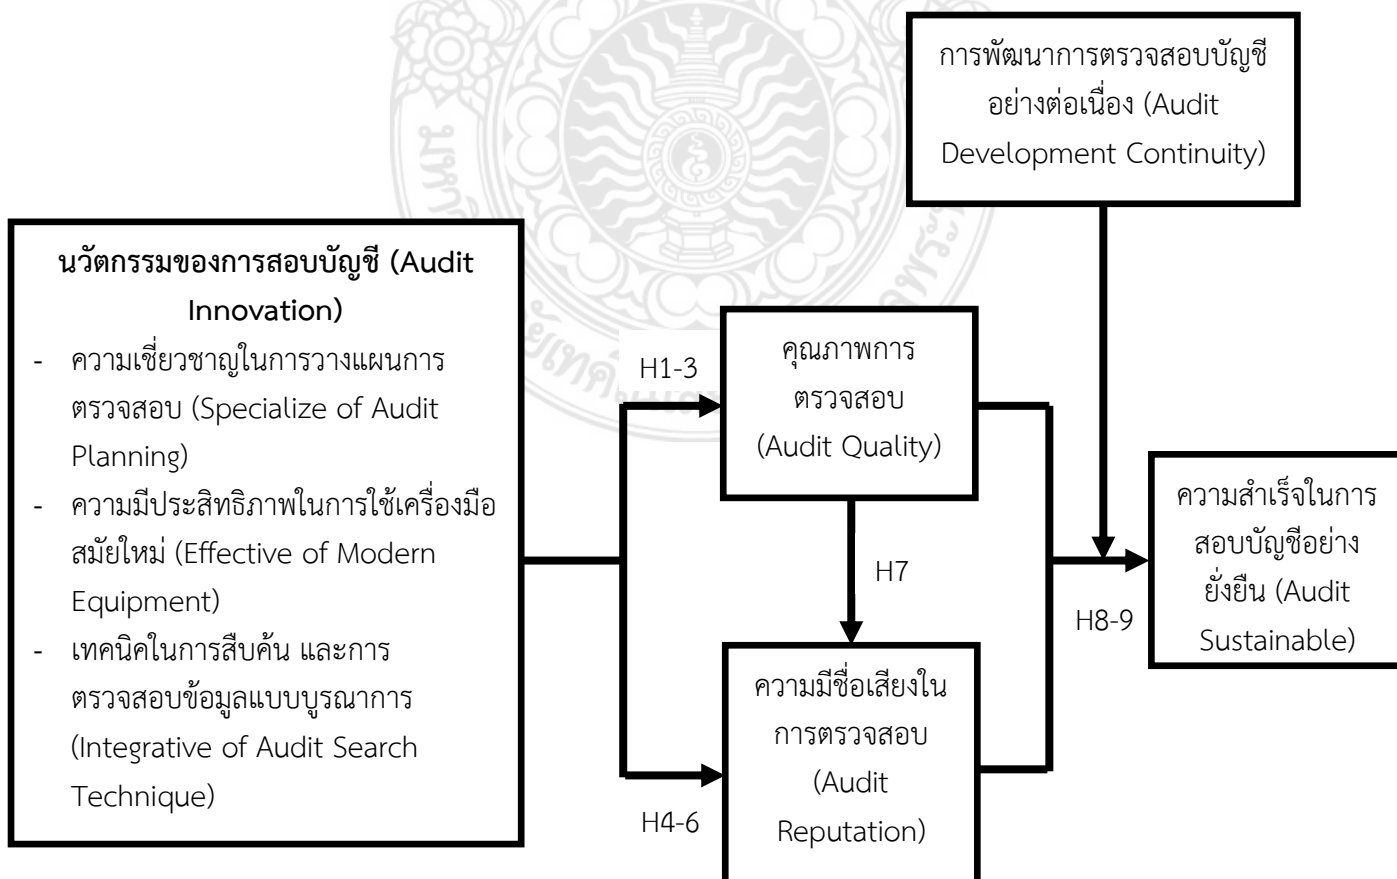 การพัฒนาการตรวจสอบบัญชี
อย่างต่อเนื่อง (Audit
Development Continuity)
นวัตกรรมของการสอบบัญชี (Audit
Innovation)
- ความเชี่ยวชาญในการวางแผนการ
ตรวจสอบ (Specialize of Audit
Planning)
- ความมีประสิทธิภาพในการใช้เครื่องมือ
สมัยใหม่ (Effective of Modern
Equipment)
- เทคนิคในการสืบค้น และการ
ตรวจสอบข้อมูลแบบบูรณาการ
(Integrative of Audit Search
Technique)
H1-3
คุณภาพการ
ตรวจสอบ
(Audit Quality)
H7
H4-6
ความมีชื่อเสียงใน
การตรวจสอบ
(Audit
Reputation)
H8-9
ความสำเร็จในการ
สอบบัญชีอย่าง
ยั่งยืน (Audit
Sustainable)